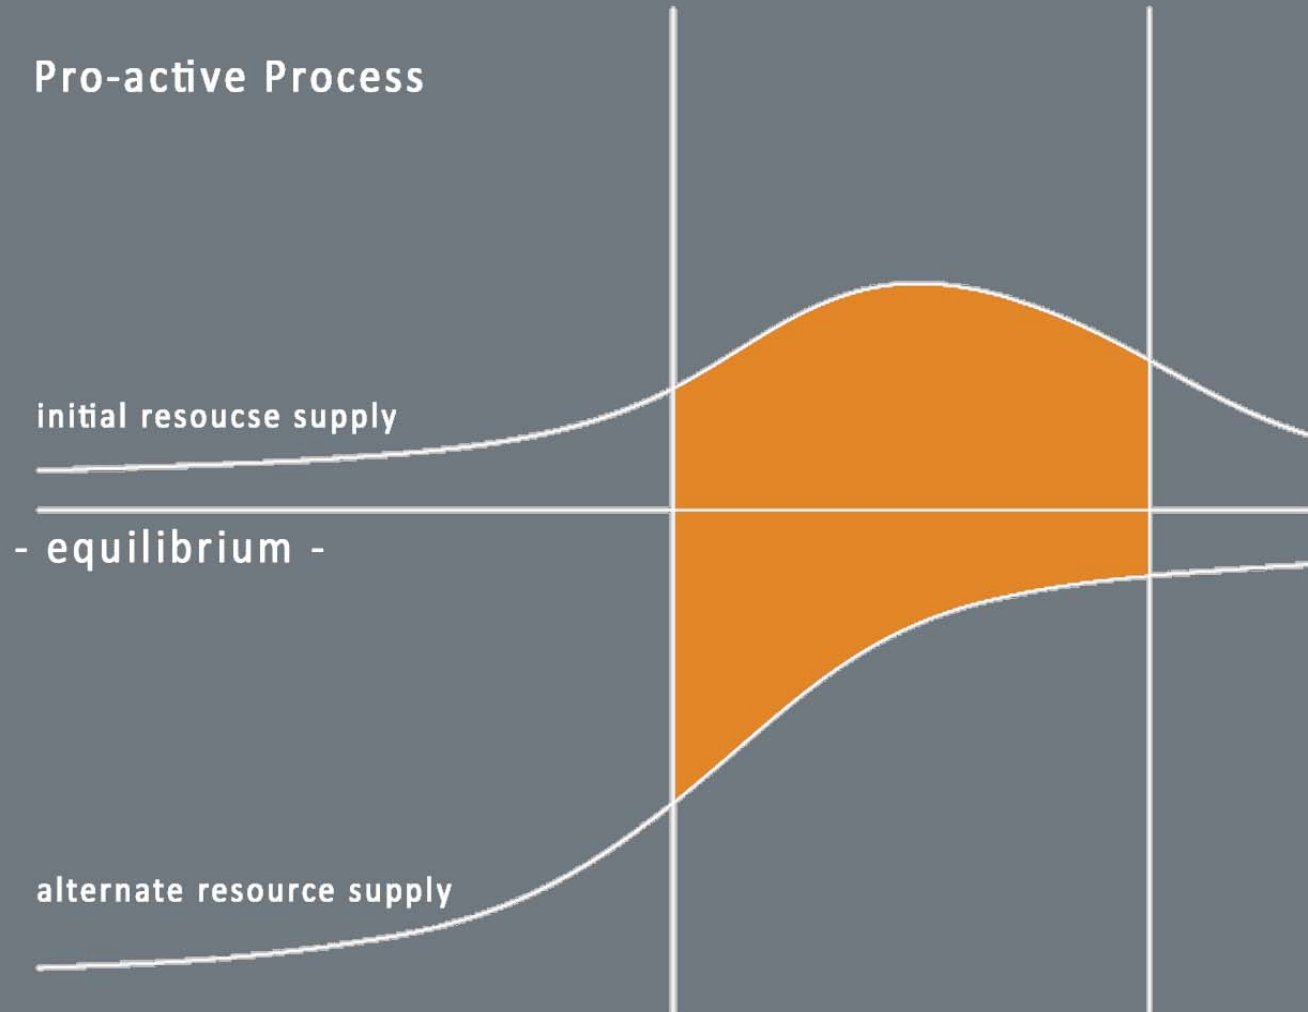 Pro-active Process
initial resoucse supply
- equilibrium -
alternate resource supply